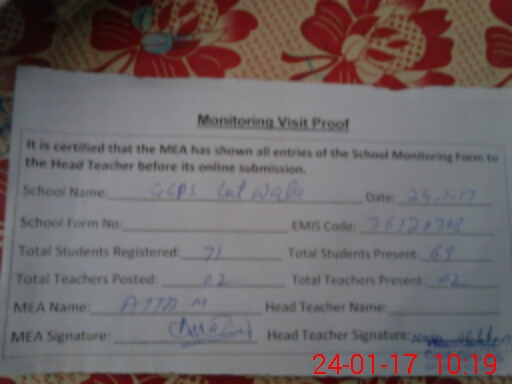 Monitoring Visit Proof
It is certified that the MEA has shown all entries of the School Monitoring Form to
the Head Teacher before its online submission.
School Name: GGPS Date: 24-1-17
School Form No: EMIS Code:
Total Students Registered: 71 Total Students Present: 69
Total Teachers Posted: 02 Total Teachers Present: 02
MEA Name: ATTA M Head Teacher Name:
MEA Signature: Head Teacher Signature:
24-01-17 10:19